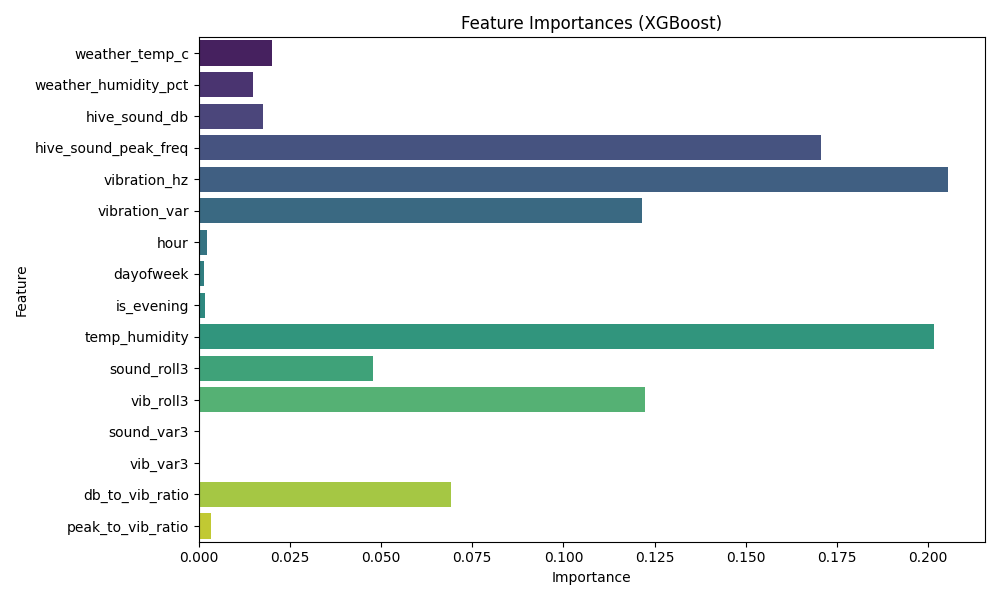 Feature Importances (XGBoost)
Feature
weather_temp_c
weather_humidity_pct
hive_sound_db
hive_sound_peak_freq
vibration_hz
vibration_var
hour
dayofweek
is_evening
temp_humidity
sound_roll3
vib_roll3
sound_var3
vib_var3
db_to_vib_ratio
peak_to_vib_ratio
0.000 0.025 0.050 0.075 0.100 0.125 0.150 0.175 0.200
Importance